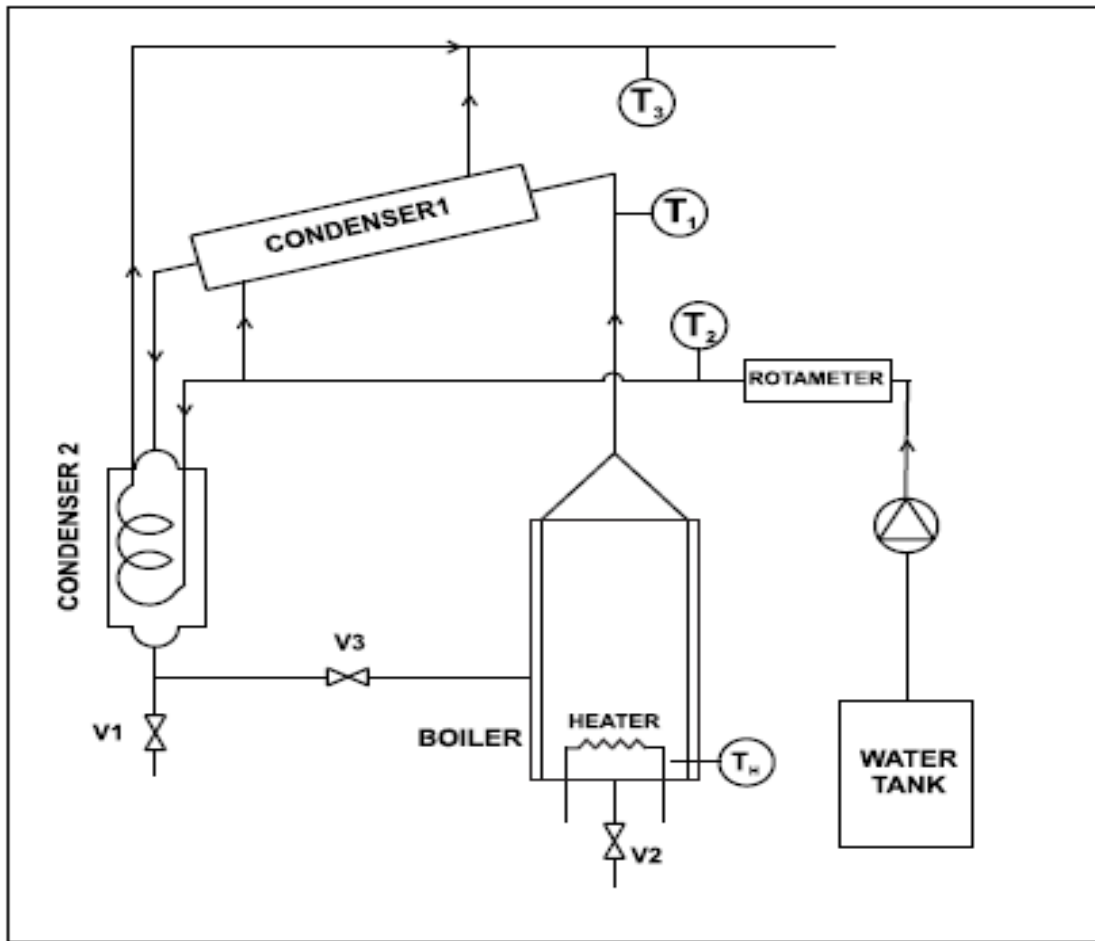 T3
CONDENSER1
T1
T2
ROTAMETER
CONDENSER 2
V3
V1
BOILER
HEATER
TH
V2
WATER
TANK